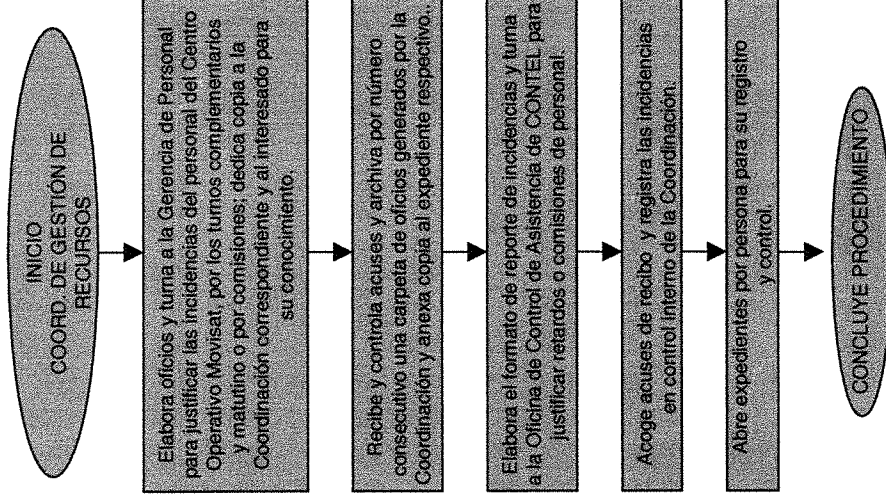 INICIO
COORD. DE GESTIÓN DE
RECURSOS
Elabora oficios y turna a la Gerencia de Personal
para justificar las incidencias del personal del Centro
Operativo Movisat, por los turnos complementarios
y matutino o por comisiones; dedica copia a la
Coordinación correspondiente y al interesado para
su conocimiento.
Recibe y controla acuses y archiva por número
consecutivo una carpeta de oficios generados por la
Coordinación y anexa copia al expediente respectivo..
Elabora el formato de reporte de incidencias y turna
a la Oficina de Control de Asistencia de CONTEL para
justificar retardos o comisiones de personal.
Acoge acuses de recibo y registra las incidencias
en control interno de la Coordinación.
Abre expedientes por persona para su registro
y control.
CONCLUYE PROCEDIMIENTO